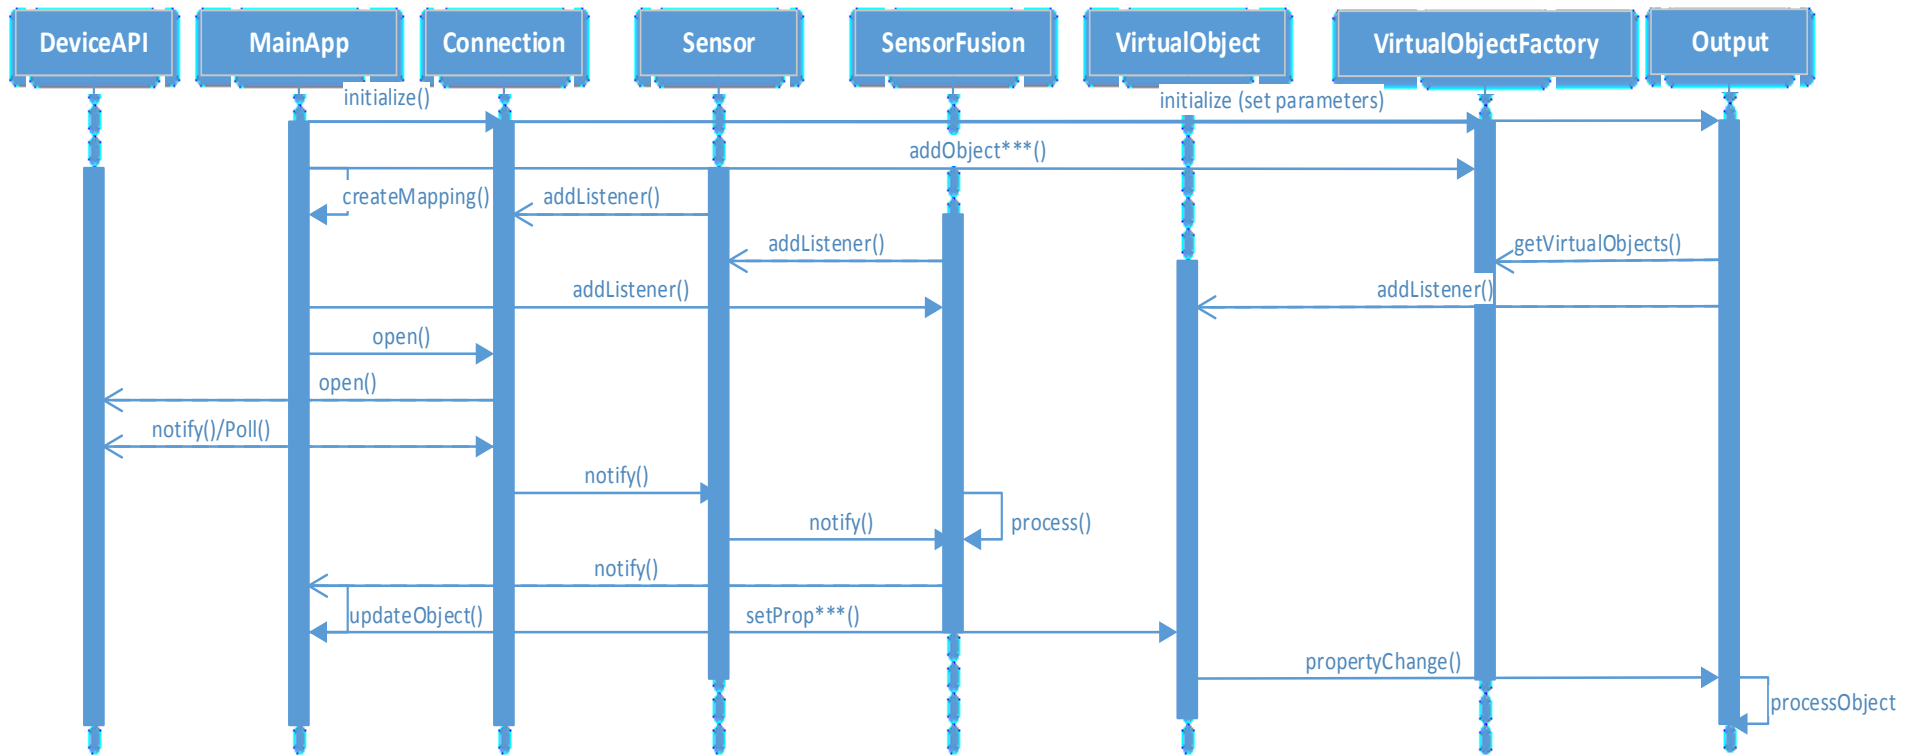 DeviceAPI
MainApp
Connection
Sensor
SensorFusion
VirtualObject
VirtualObjectFactory
Output
initialize()
initialize (set parameters)
addObject***()
createMapping()
addListener()
addListener()
getVirtualObjects()
addListener()
addListener()
open()
open()
notify()/Poll()
notify()
notify()
process()
notify()
updateObject()
setProp***()
propertyChange()
processObject